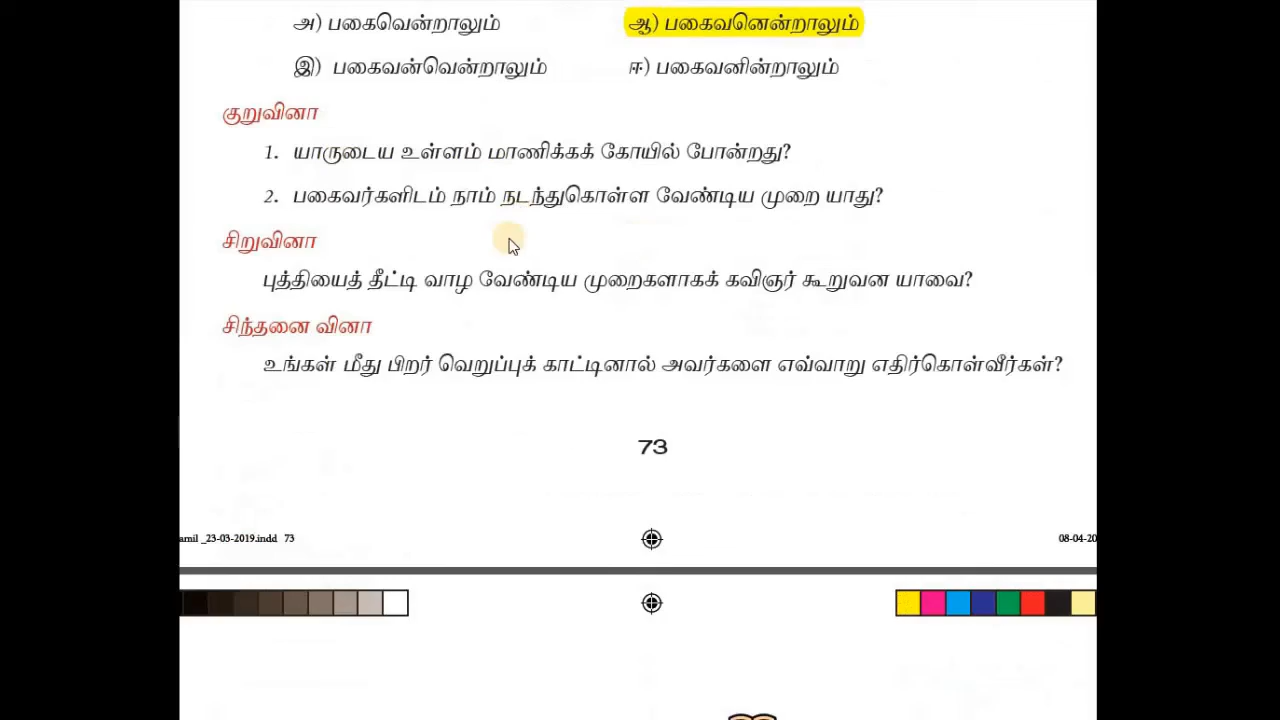 அ) பகைவென்றாலும் ஆ) பகைவனென்றாலும்
இ) பகைவன்வென்றாலும் ஈ) பகைவனின்றாலும்
குறுவினா
1. யாருடைய உள்ளம் மாணிக்கக் கோயில் போன்றது?
2. பகைவர்களிடம் நாம் நடந்துகொள்ள வேண்டிய முறை யாது?
சிறுவினா
புத்தியைத் தீட்டி வாழ வேண்டிய முறைகளாகக் கவிஞர் கூறுவன யாவை?
சிந்தனை வினா
உங்கள் மீது பிறர் வெறுப்புக் காட்டினால் அவர்களை எவ்வாறு எதிர்கொள்வீர்கள்?
73
amil _23-03-2019.indd 73 08-04-20